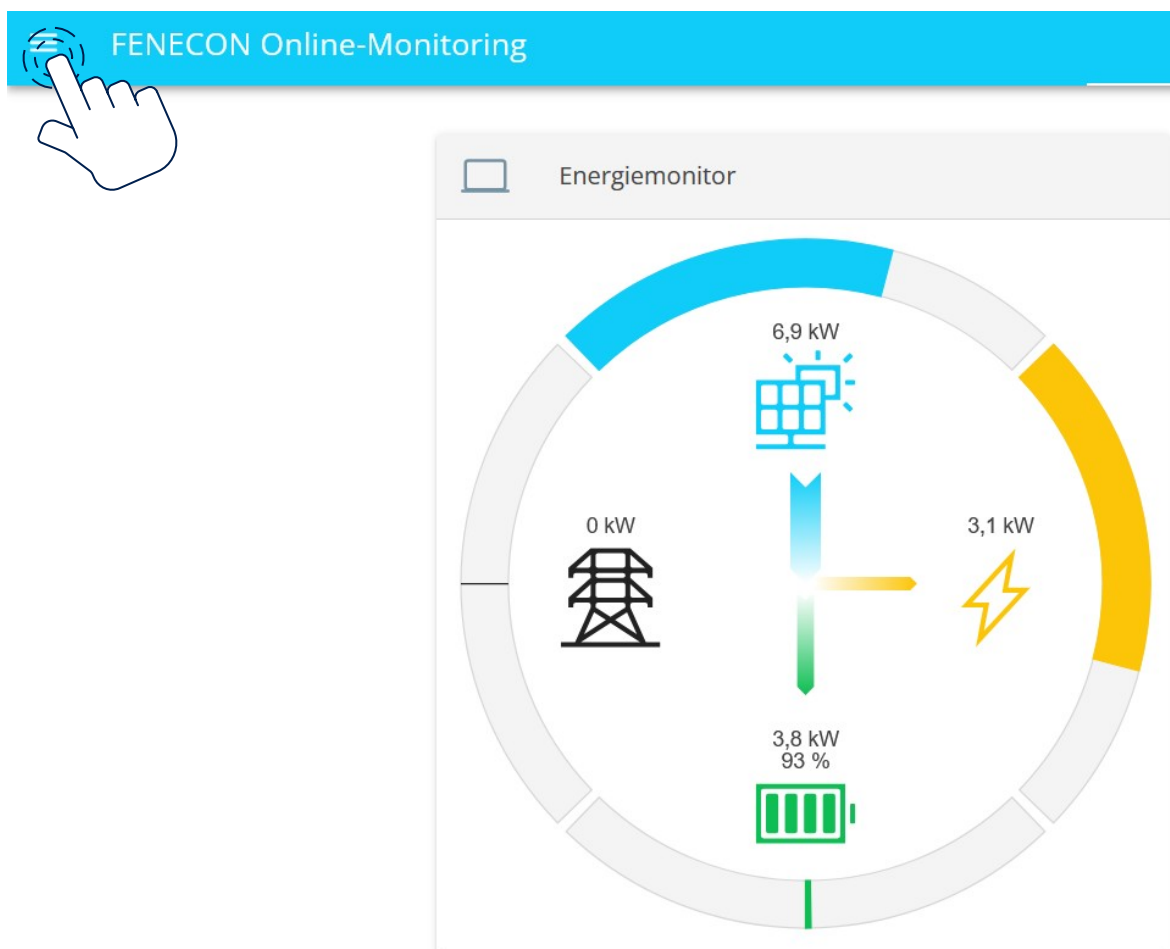 FENECON Online-Monitoring
Energiemonitor
6,9 kW
0 kW
3,1 kW
3,8 kW
93 %